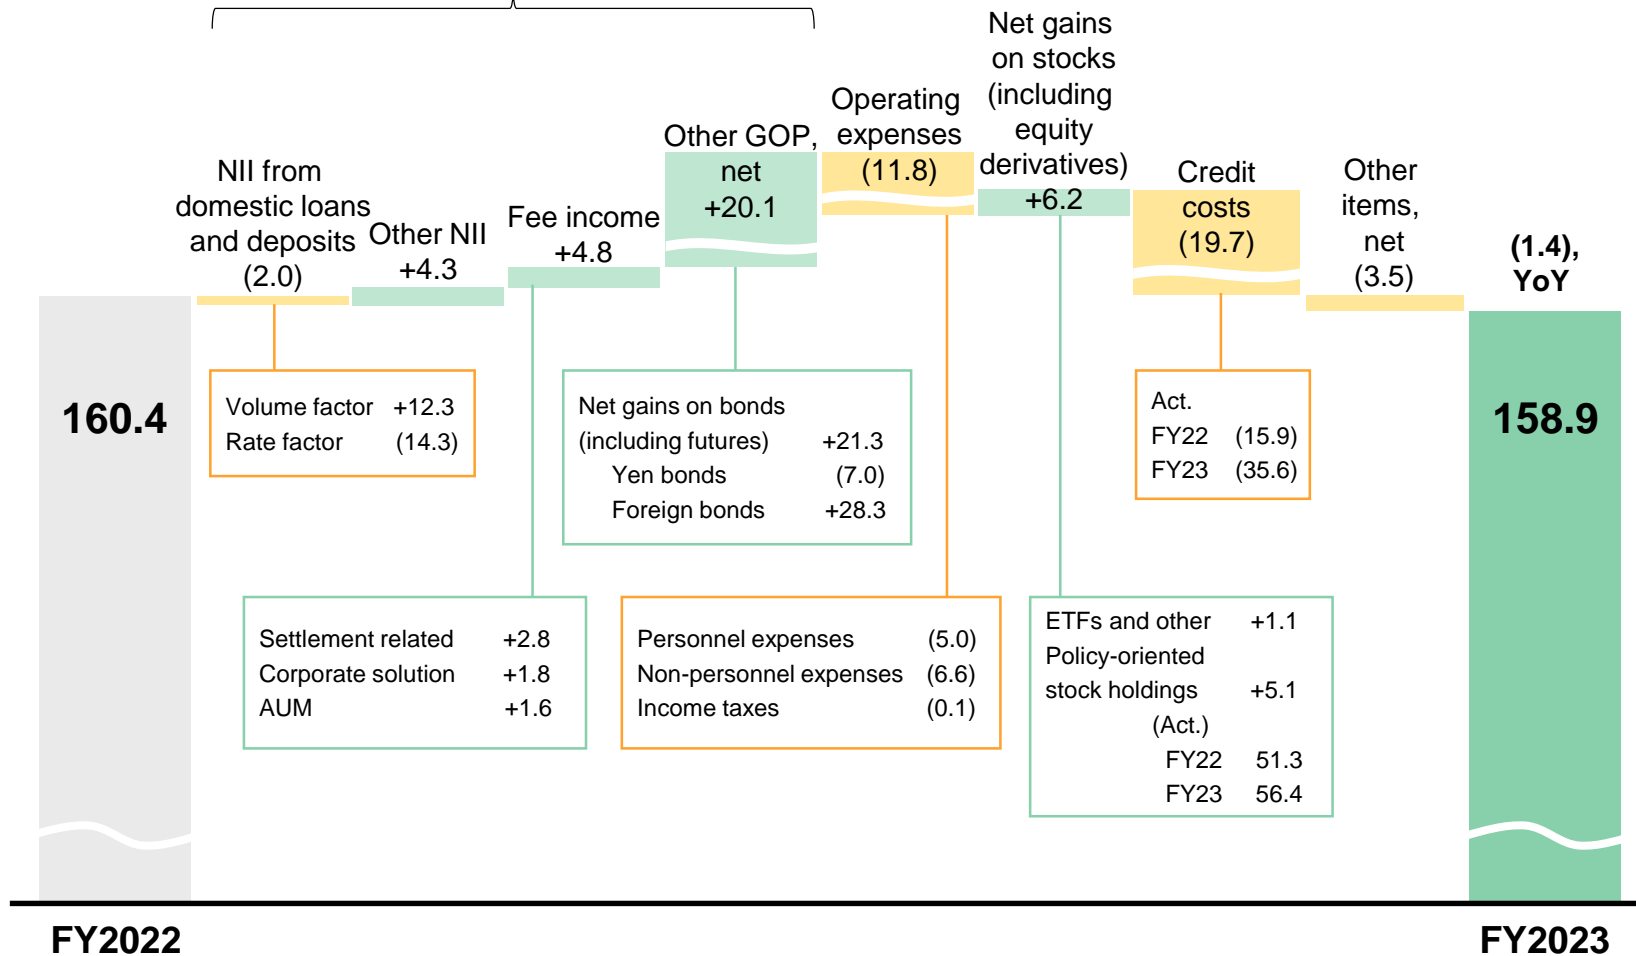 NII from
domestic loans
and deposits
(2.0)
Other NII
+4.3
Fee income
+4.8
Other GOP,
net
+20.1
Operating
expenses
(11.8)
Net gains
on stocks
(including
equity
derivatives)
+6.2
Credit
costs
(19.7)
Other
items,
net
(3.5)
(1.4),
YoY
160.4
158.9
Volume factor +12.3
Rate factor (14.3)
Net gains on bonds
(including futures) +21.3
Yen bonds (7.0)
Foreign bonds +28.3
Act.
FY22 (15.9)
FY23 (35.6)
Settlement related +2.8
Corporate solution +1.8
AUM +1.6
Personnel expenses (5.0)
Non-personnel expenses (6.6)
Income taxes (0.1)
ETFs and other +1.1
Policy-oriented
stock holdings +5.1
(Act.)
FY22 51.3
FY23 56.4
FY2022
FY2023